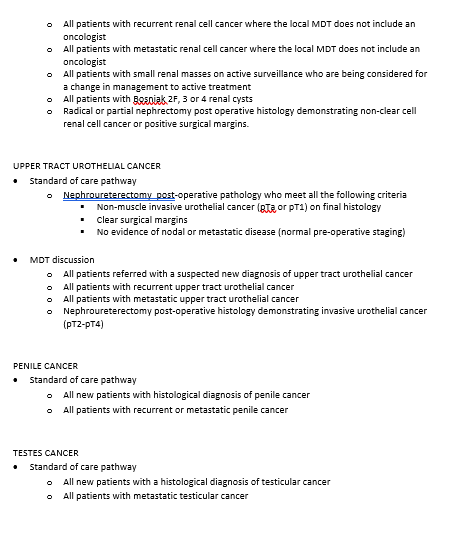 o All patients with recurrent renal cell cancer where the local MDT does not include an
oncologist
o All patients with metastatic renal cell cancer where the local MDT does not include an
oncologist
o All patients with small renal masses on active surveillance who are being considered for
a change in management to active treatment
o All patients with Bosniak 2F, 3 or 4 renal cysts
o Radical or partial nephrectomy post operative histology demonstrating non-clear cell
renal cell cancer or positive surgical margins.
UPPER TRACT UROTHELIAL CANCER
• Standard of care pathway
o Nephroureterectomy post-operative pathology who meet all the following criteria
▪ Non-muscle invasive urothelial cancer (pTa or pT1) on final histology
▪ Clear surgical margins
▪ No evidence of nodal or metastatic disease (normal pre-operative staging)
• MDT discussion
o All patients referred with a suspected new diagnosis of upper tract urothelial cancer
o All patients with recurrent upper tract urothelial cancer
o All patients with metastatic upper tract urothelial cancer
o Nephroureterectomy post-operative histology demonstrating invasive urothelial cancer
(pT2-pT4)
PENILE CANCER
• Standard of care pathway
o All new patients with histological diagnosis of penile cancer
o All patients with recurrent or metastatic penile cancer
TESTES CANCER
• Standard of care pathway
o All new patients with a histological diagnosis of testicular cancer
o All patients with metastatic testicular cancer